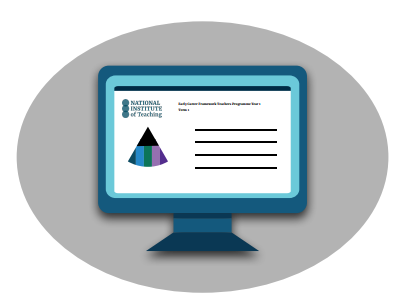 NATIONAL
INSTITUTE
of Teaching
Early Career Framework Teachers Programme Year 1
Term 1